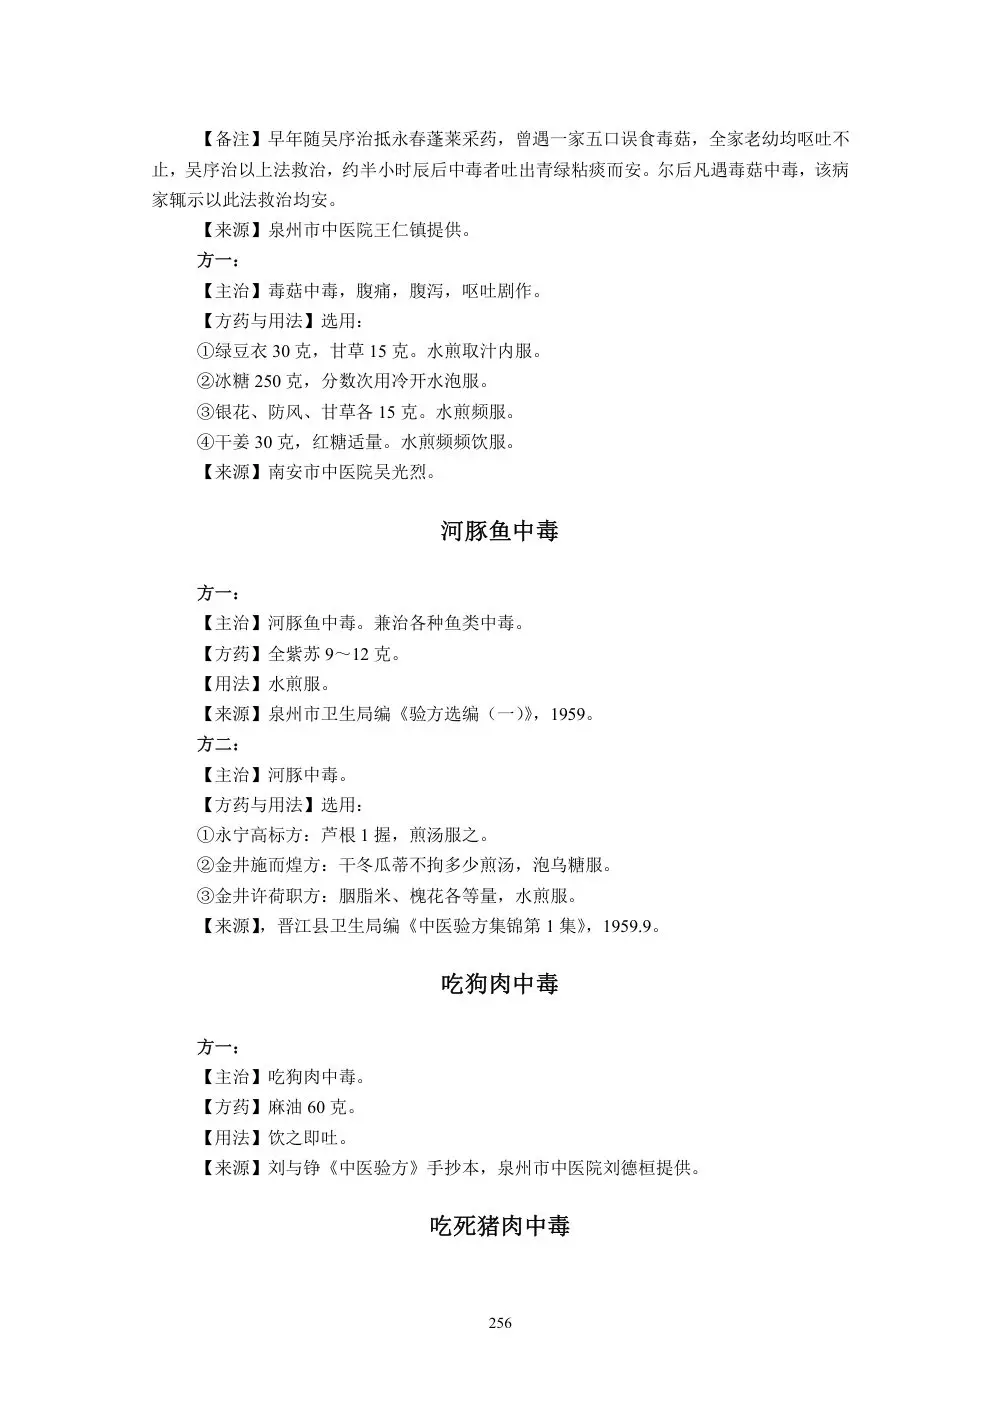 【备注】早年随吴序治抵永春蓬莱采药，曾遇一家五口误食毒菇，全家老幼均呕吐不
止，吴序治以上法救治，约半小时辰后中毒者吐出青绿粘痰而安。尔后凡遇毒菇中毒，该病
家辄示以此法救治均安。
【来源】泉州市中医院王仁镇提供。
方一：
【主治】毒菇中毒，腹痛，腹泻，呕吐剧作。
【方药与用法】选用：
①绿豆衣 30 克，甘草 15 克。水煎取汁内服。
②冰糖 250 克，分数次用冷开水泡服。
③银花、防风、甘草各 15 克。水煎频服。
④干姜 30 克，红糖适量。水煎频频饮服。
【来源】南安市中医院吴光烈。
河豚鱼中毒
方一：
【主治】河豚鱼中毒。兼治各种鱼类中毒。
【方药】全紫苏 9～12 克。
【用法】水煎服。
【来源】泉州市卫生局编《验方选编（一）》，1959。
方二：
【主治】河豚中毒。
【方药与用法】选用：
①永宁高标方：芦根 1 握，煎汤服之。
②金井施而煌方：干冬瓜蒂不拘多少煎汤，泡乌糖服。
③金井许荷职方：胭脂米、槐花各等量，水煎服。
【来源】，晋江县卫生局编《中医验方集锦第 1 集》，1959.9。
吃狗肉中毒
方一：
【主治】吃狗肉中毒。
【方药】麻油 60 克。
【用法】饮之即吐。
【来源】刘与铮《中医验方》手抄本，泉州市中医院刘德桓提供。
吃死猪肉中毒
256